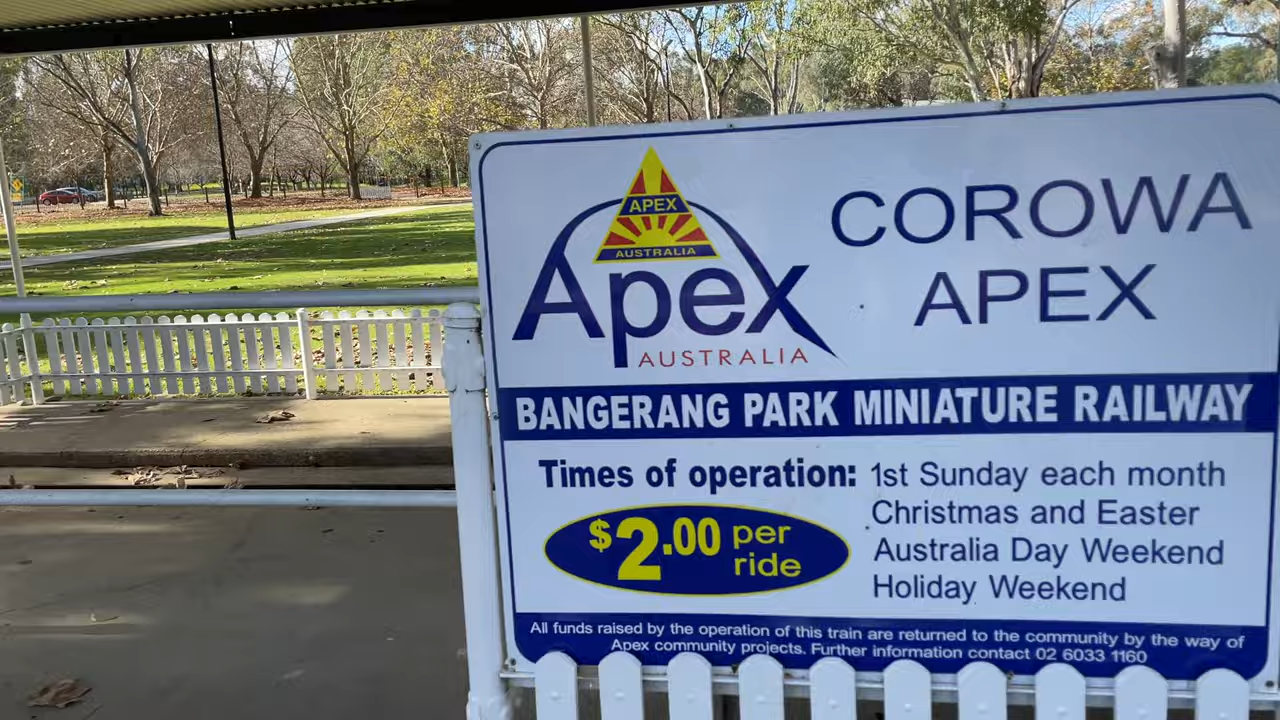 APEX
AUSTRALIA
Apex
AUSTRALIA
COROWA
APEX
BANGERANG PARK MINIATURE RAILWAY
Times of operation: 1st Sunday each month
Christmas and Easter
Australia Day Weekend
Holiday Weekend
$2.00 per
ride
All funds raised by the operation of this train are returned to the community by the way of
Apex community projects. Further information contact 02 6033 1160